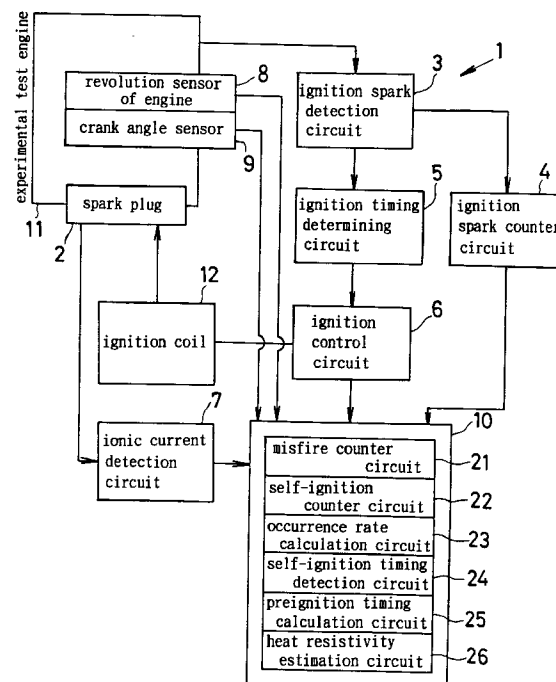 experimental test engine
11
revolution sensor
of engine
8
crank angle sensor
9
spark plug
2
ignition coil
12
ionic current
detection
circuit
7
1
ignition spark
detection
circuit
3
ignition timing
determining
circuit
5
ignition
spark counter
circuit
4
ignition
control
circuit
6
10
misfire counter
circuit
21
self-ignition
counter circuit
22
occurrence rate
calculation circuit
23
self-ignition timing
detection circuit
24
preignition timing
calculation circuit
25
heat resistivity
estimation circuit
26